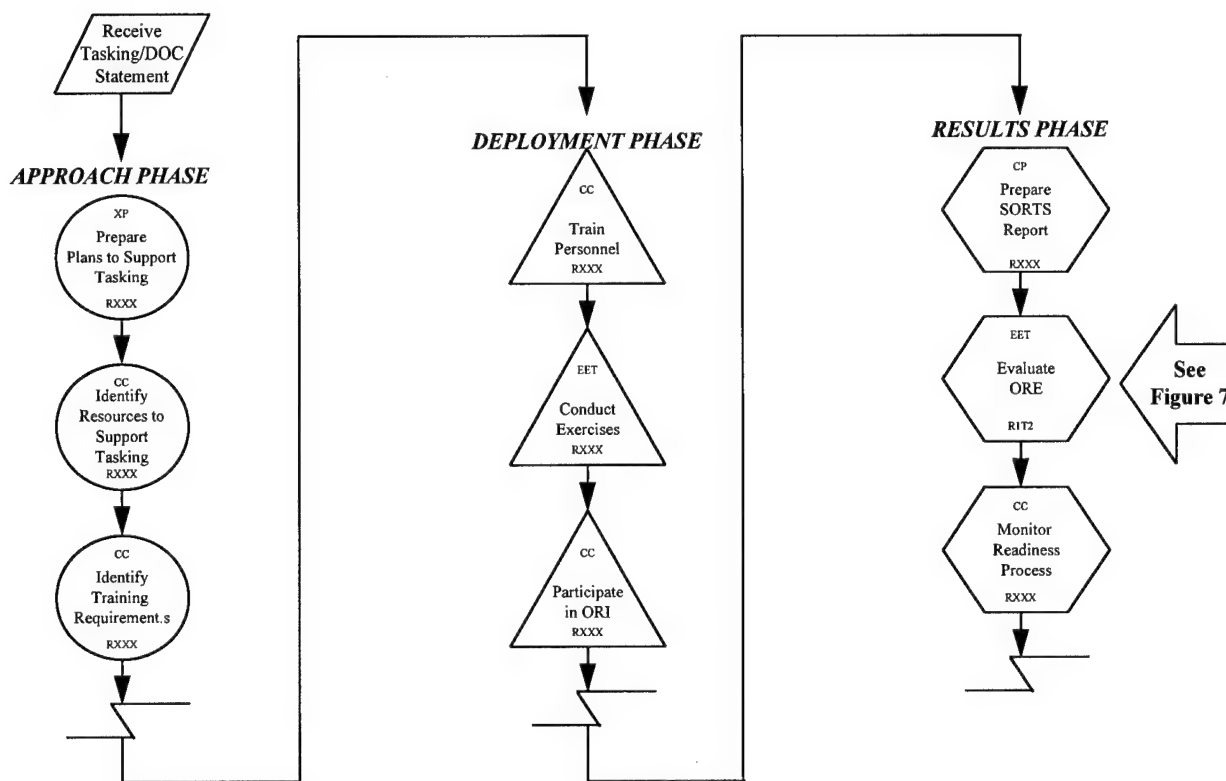 Receive
Tasking/DOC
Statement
APPROACH PHASE
XP
Prepare
Plans to Support
Tasking
RXXX
CC
Identify
Resources to
Support
Tasking
RXXX
CC
Identify
Training
Requirement.s
RXXX
DEPLOYMENT PHASE
CC
Train
Personnel
RXXX
EET
Conduct
Exercises
RXXX
CC
Participate
in ORI
RXXX
RESULTS PHASE
CP
Prepare
SORTS
Report
RXXX
EET
Evaluate
ORE
R1T2
See
Figure 7
CC
Monitor
Readiness
Process
RXXX